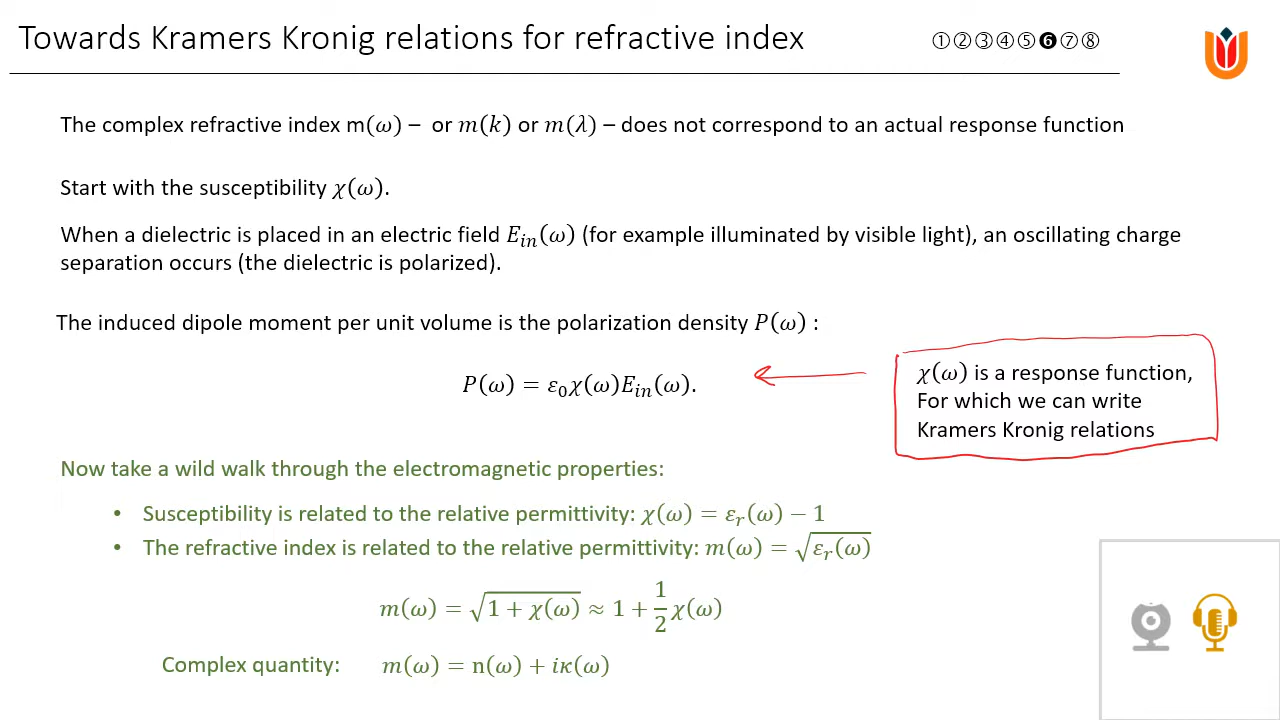 Towards Kramers Kronig relations for refractive index
①②③④⑤❻⑦⑧
The complex refractive index m(ω) – or m(k) or m(λ) – does not correspond to an actual response function
Start with the susceptibility χ(ω).
When a dielectric is placed in an electric field E_in(ω) (for example illuminated by visible light), an oscillating charge
separation occurs (the dielectric is polarized).
The induced dipole moment per unit volume is the polarization density P(ω) :
P(ω) = ε₀χ(ω)E_in(ω).
χ(ω) is a response function,
For which we can write
Kramers Kronig relations
Now take a wild walk through the electromagnetic properties:
• Susceptibility is related to the relative permittivity: χ(ω) = ε_r(ω) − 1
• The refractive index is related to the relative permittivity: m(ω) = √ε_r(ω)
m(ω) = √(1 + χ(ω)) ≈ 1 + 1/2 χ(ω)
Complex quantity: m(ω) = n(ω) + iκ(ω)